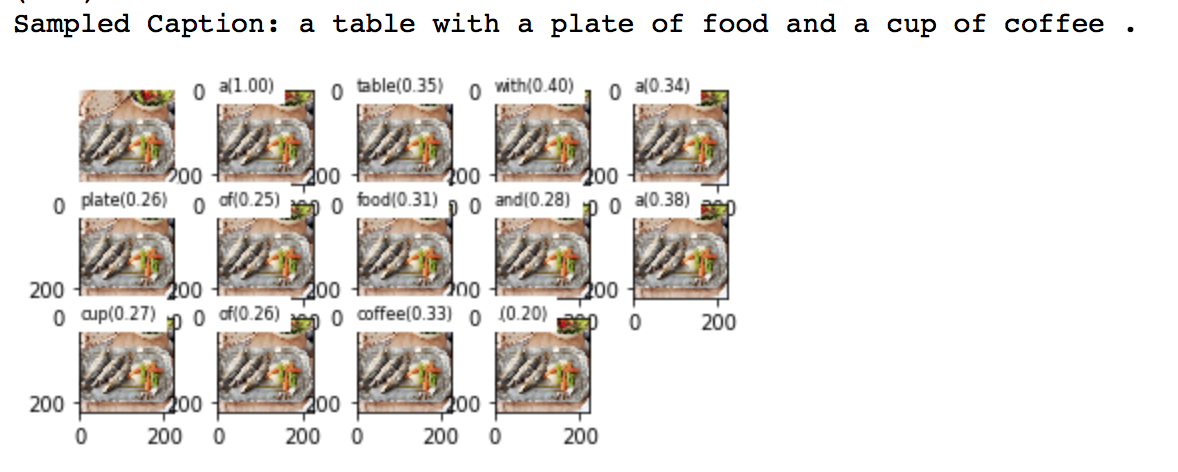 Sampled Caption: a table with a plate of food and a cup of coffee .
0 a(1.00) 0 table(0.35) 0 with(0.40) 0 a(0.34)
200 200 200 200
0 plate(0.26) 0 of(0.25) 0 food(0.31) 0 and(0.28) 0 a(0.38)
200 200 200 200 200
0 cup(0.27) 0 of(0.26) 0 coffee(0.33) 0 .(0.20) 0 200
200 200 200 200
0 200 0 200 0 200 0 200